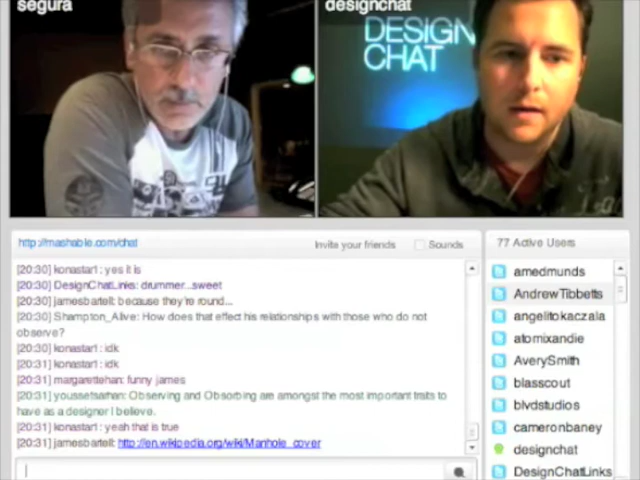 segura
designchat
DESIGN
CHAT
http://mashable.com/chat
Invite your friends
Sounds
77 Active Users
[20:30] konastar1: yes it is
[20:30] DesignChatLinks: drummer...sweet
[20:30] jamesbartell: because they're round...
[20:30] Shampton_Alive: How does that effect his relationships with those who do not
observe?
[20:30] konastar1: idk
[20:31] konastar1: idk
[20:31] margarettehan: funny james
[20:31] youssefsarhan: Observing and Obsorbing are amongst the most important traits to
have as a designer I believe.
[20:31] konastar1: yeah that is true
[20:31] jamesbartell: http://en.wikipedia.org/wiki/Manhole_cover
amedmunds
AndrewTibbetts
angelitokaczala
atomixandie
AverySmith
blasscout
blvdstudios
cameronbaney
designchat
DesignChatLinks